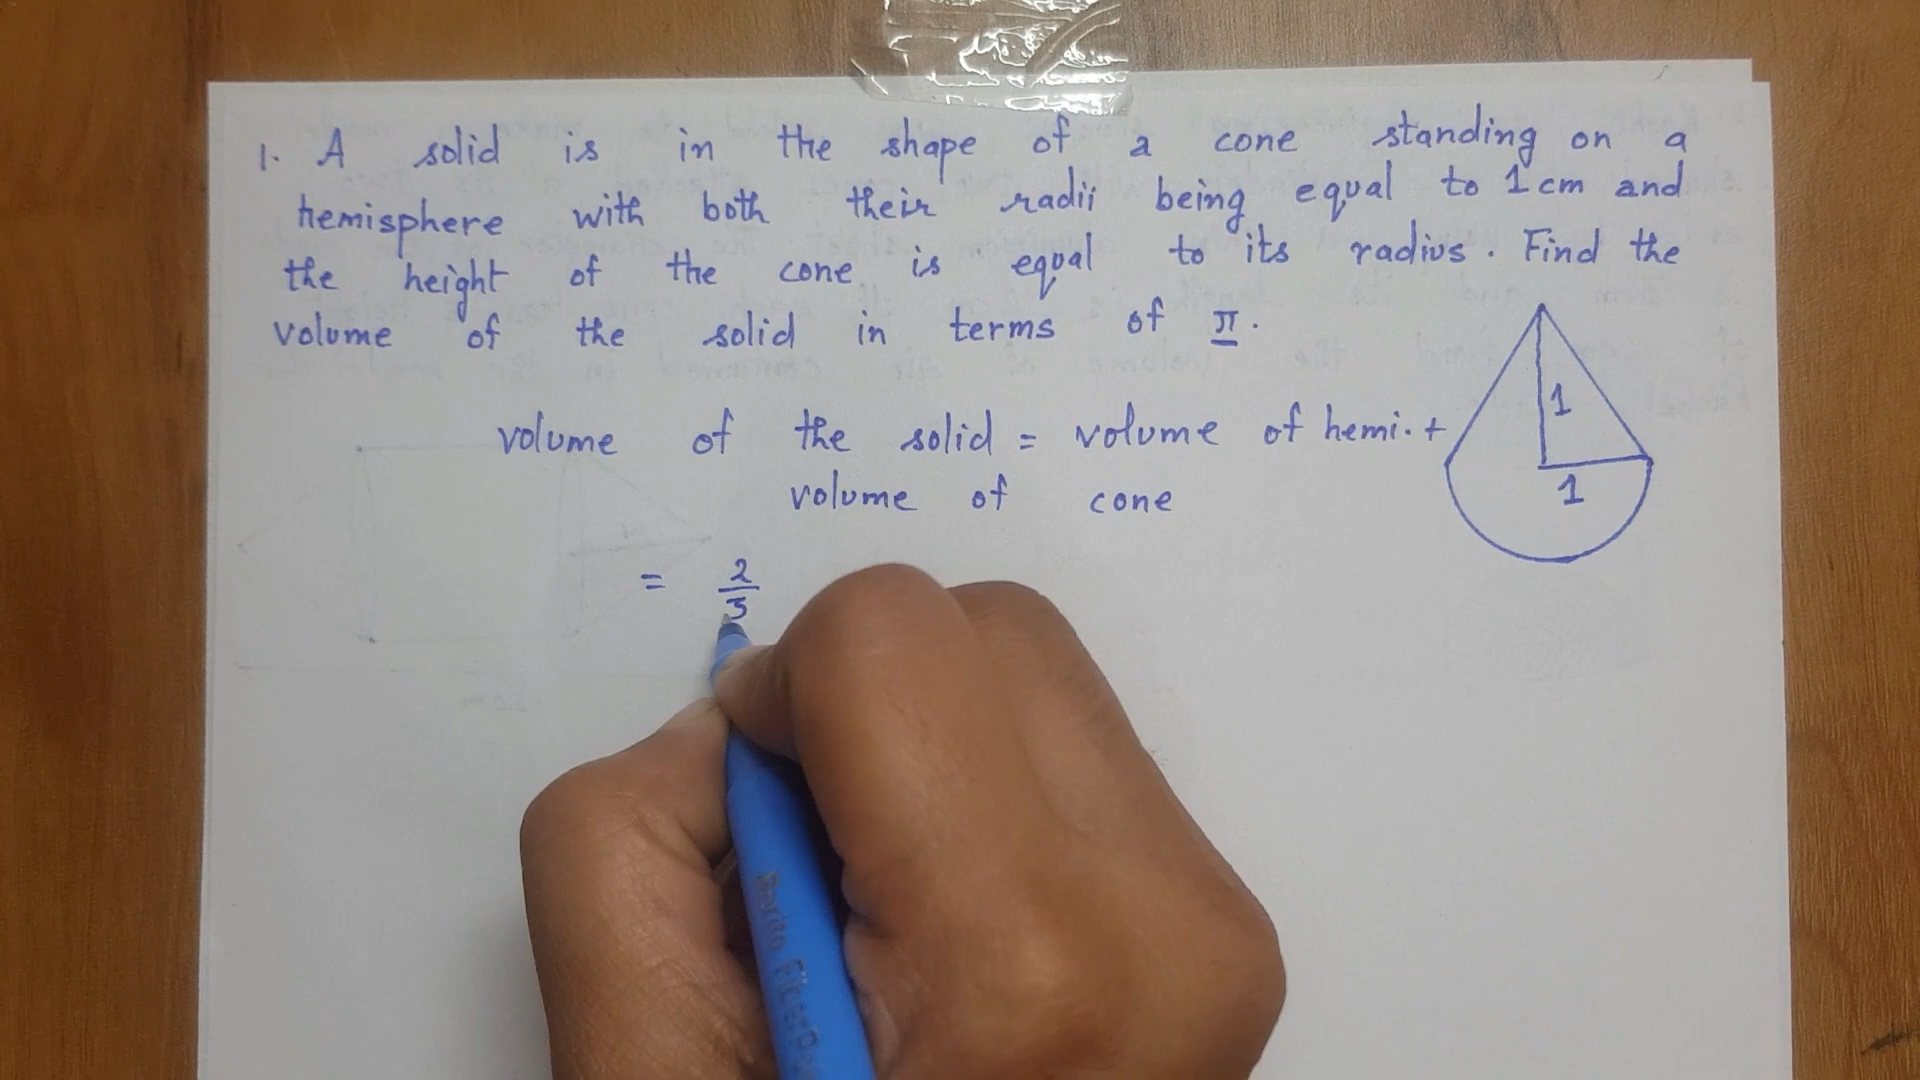 1. A solid is in the shape of a cone standing on a
hemisphere with both their radii being equal to 1 cm and
the height of the cone is equal to its radius. Find the
volume of the solid in terms of π.
1
1
volume of the solid = volume of hemi. +
volume of cone
= 2/3